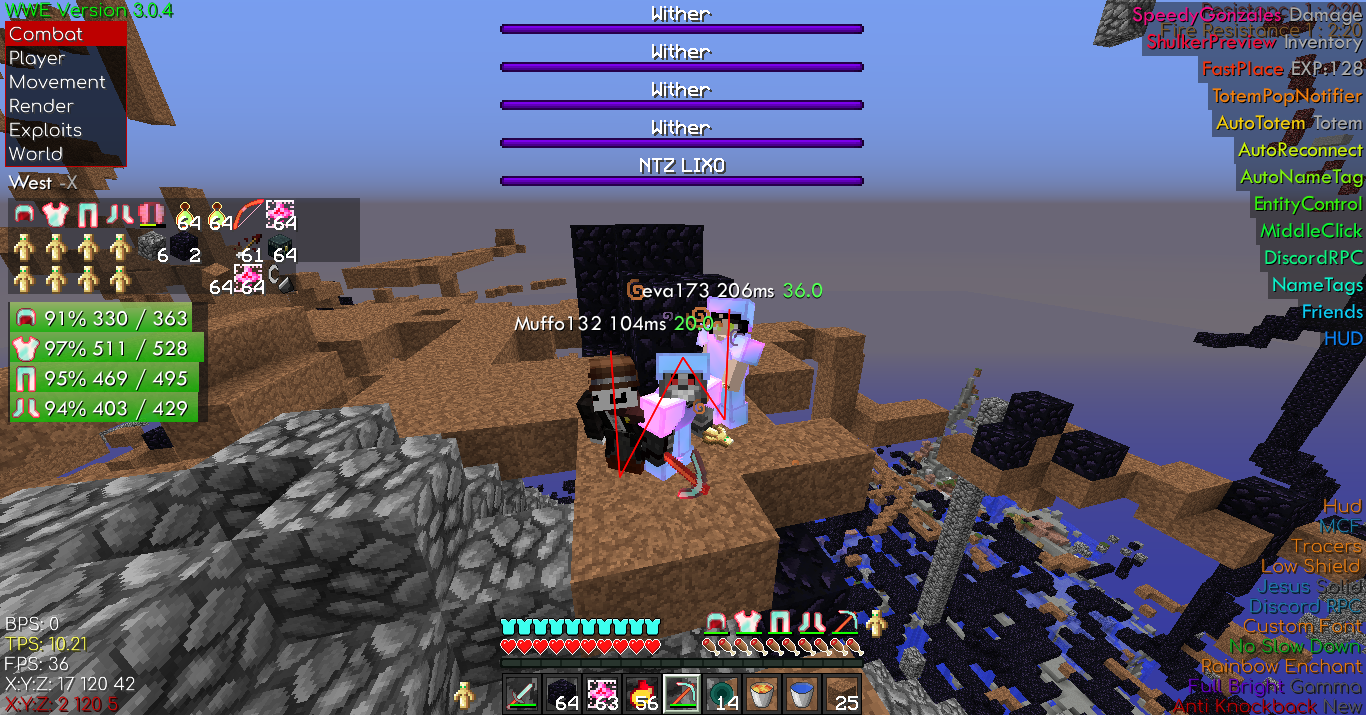 WWE Version 3.0.4
Combat
Player
Movement
Render
Exploits
World
West -X
64 64 64
6 2 61 64
64 64
91% 330 / 363
97% 511 / 528
95% 469 / 495
94% 403 / 429
Wither
Wither
Wither
Wither
NTZ LIXO
eva173 206ms 36.0
Muffo132 104ms 20.0
SpeedyGonzales Damage
Fire Resistance 1 : 2:20
ShulkerPreview Inventory
FastPlace EXP:128
TotemPopNotifier
AutoTotem Totem
AutoReconnect
AutoNameTag
EntityControl
MiddleClick
DiscordRPC
NameTags
Friends
HUD
Hud
MCF
Tracers
Low Shield
Jesus Solid
Discord RPC
Custom Font
No Slow Down
Rainbow Enchant
Full Bright Gamma
Anti Knockback New
BPS: 0
TPS: 10.21
FPS: 36
X:Y:Z: 17 120 42
X:Y:Z: 2 120 5
64 63 56 14 25